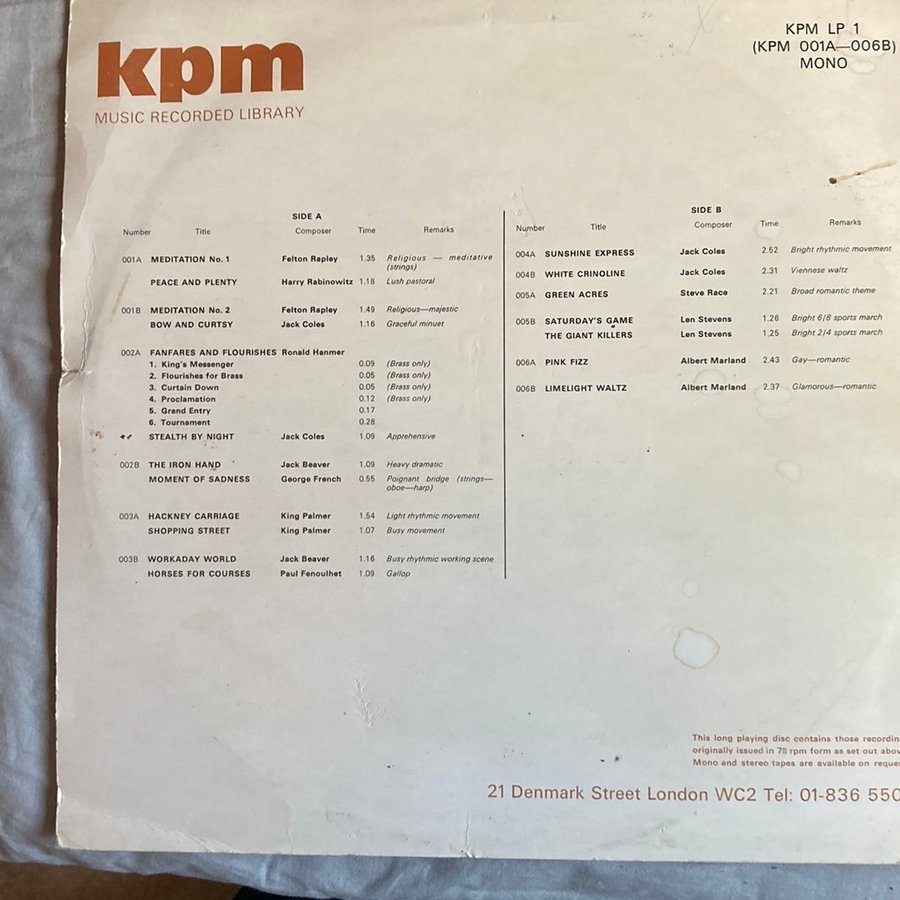 kpm
MUSIC RECORDED LIBRARY
KPM LP 1
(KPM 001A—006B)
MONO
SIDE A
Number Title Composer Time Remarks
001A MEDITATION No. 1 Felton Rapley 1.35 Religious — meditative
(strings)
PEACE AND PLENTY Harry Rabinowitz 1.18 Lush pastoral
001B MEDITATION No. 2 Felton Rapley 1.49 Religious—majestic
BOW AND CURTSY Jack Coles 1.16 Graceful minuet
002A FANFARES AND FLOURISHES Ronald Hanmer
1. King's Messenger 0.09 (Brass only)
2. Flourishes for Brass 0.05 (Brass only)
3. Curtain Down 0.05 (Brass only)
4. Proclamation 0.12 (Brass only)
5. Grand Entry 0.17
6. Tournament 0.28
STEALTH BY NIGHT Jack Coles 1.09 Apprehensive
002B THE IRON HAND Jack Beaver 1.09 Heavy dramatic
MOMENT OF SADNESS George French 0.55 Poignant bridge (strings—
oboe—harp)
003A HACKNEY CARRIAGE King Palmer 1.54 Light rhythmic movement
SHOPPING STREET King Palmer 1.07 Busy movement
003B WORKADAY WORLD Jack Beaver 1.16 Busy rhythmic working scene
HORSES FOR COURSES Paul Fenoulhet 1.09 Gallop
SIDE B
Number Title Composer Time Remarks
004A SUNSHINE EXPRESS Jack Coles 2.52 Bright rhythmic movement
004B WHITE CRINOLINE Jack Coles 2.31 Viennese waltz
005A GREEN ACRES Steve Race 2.21 Broad romantic theme
005B SATURDAY'S GAME Len Stevens 1.26 Bright 6/8 sports march
THE GIANT KILLERS Len Stevens 1.25 Bright 2/4 sports march
006A PINK FIZZ Albert Marland 2.43 Gay—romantic
006B LIMELIGHT WALTZ Albert Marland 2.37 Glamorous—romantic
This long playing disc contains those recordin
originally issued in 78 rpm form as set out abov
Mono and stereo tapes are available on reque
21 Denmark Street London WC2 Tel: 01-836 550